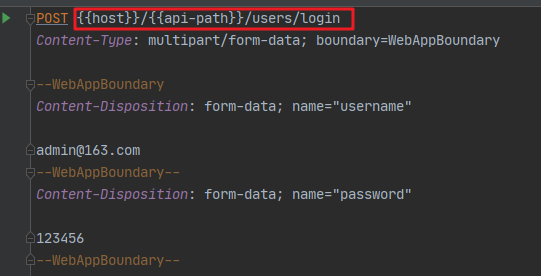 POST {{host}}/{{api-path}}/users/login
Content-Type: multipart/form-data; boundary=WebAppBoundary
--WebAppBoundary
Content-Disposition: form-data; name="username"
admin@163.com
--WebAppBoundary--
Content-Disposition: form-data; name="password"
123456
--WebAppBoundary--